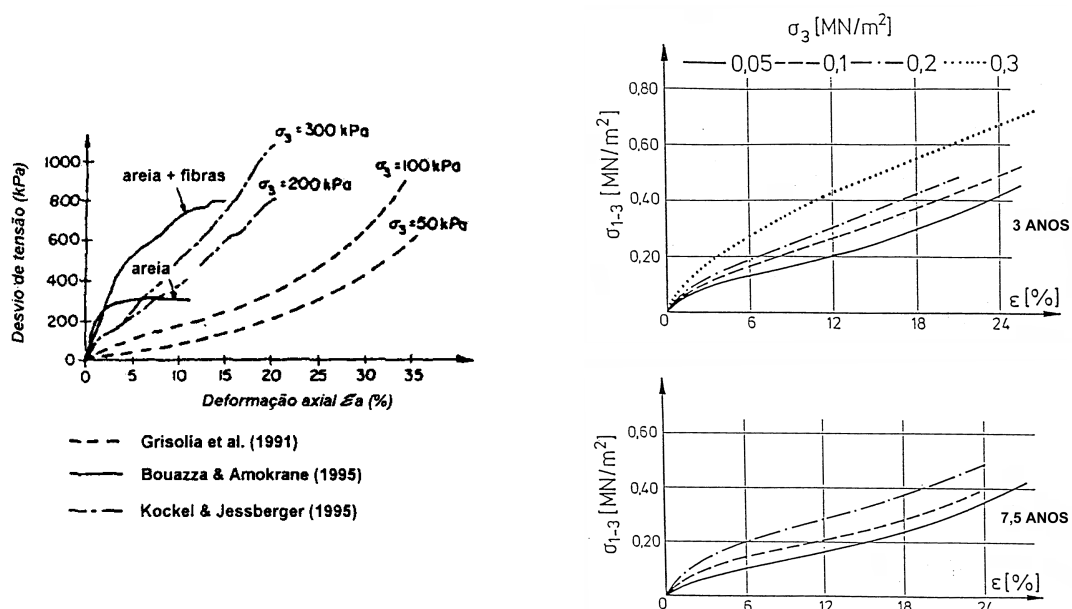 Desvio de tensão (kPa)
1000
800
600
400
200
0
areia + fibras
areia
σ3 = 300 kPa
σ3 = 200 kPa
σ3 = 100 kPa
σ3 = 50 kPa
0 5 10 15 20 25 30 35
Deformação axial Ea (%)
Grisolia et al. (1991)
Bouazza & Amokrane (1995)
Kockel & Jessberger (1995)
σ3 [MN/m²]
0,05 0,1 0,2 0,3
σ1-3 [MN/m²]
0,80
0,60
0,40
0,20
3 ANOS
ε [%]
0 6 12 18 24
σ1-3 [MN/m²]
0,60
0,40
0,20
7,5 ANOS
ε [%]
0 6 12 18 24